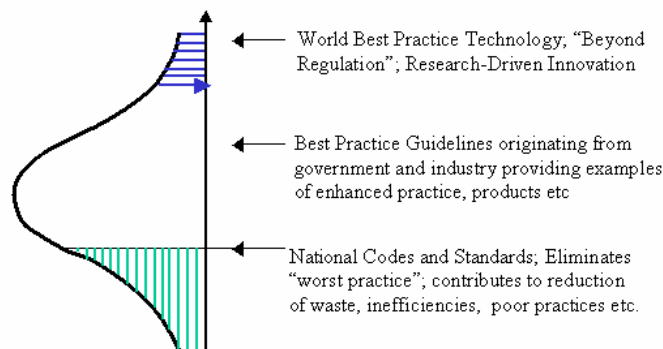 World Best Practice Technology; “Beyond
Regulation”; Research-Driven Innovation
Best Practice Guidelines originating from
government and industry providing examples
of enhanced practice, products etc
National Codes and Standards; Eliminates
“worst practice”; contributes to reduction
of waste, inefficiencies, poor practices etc.